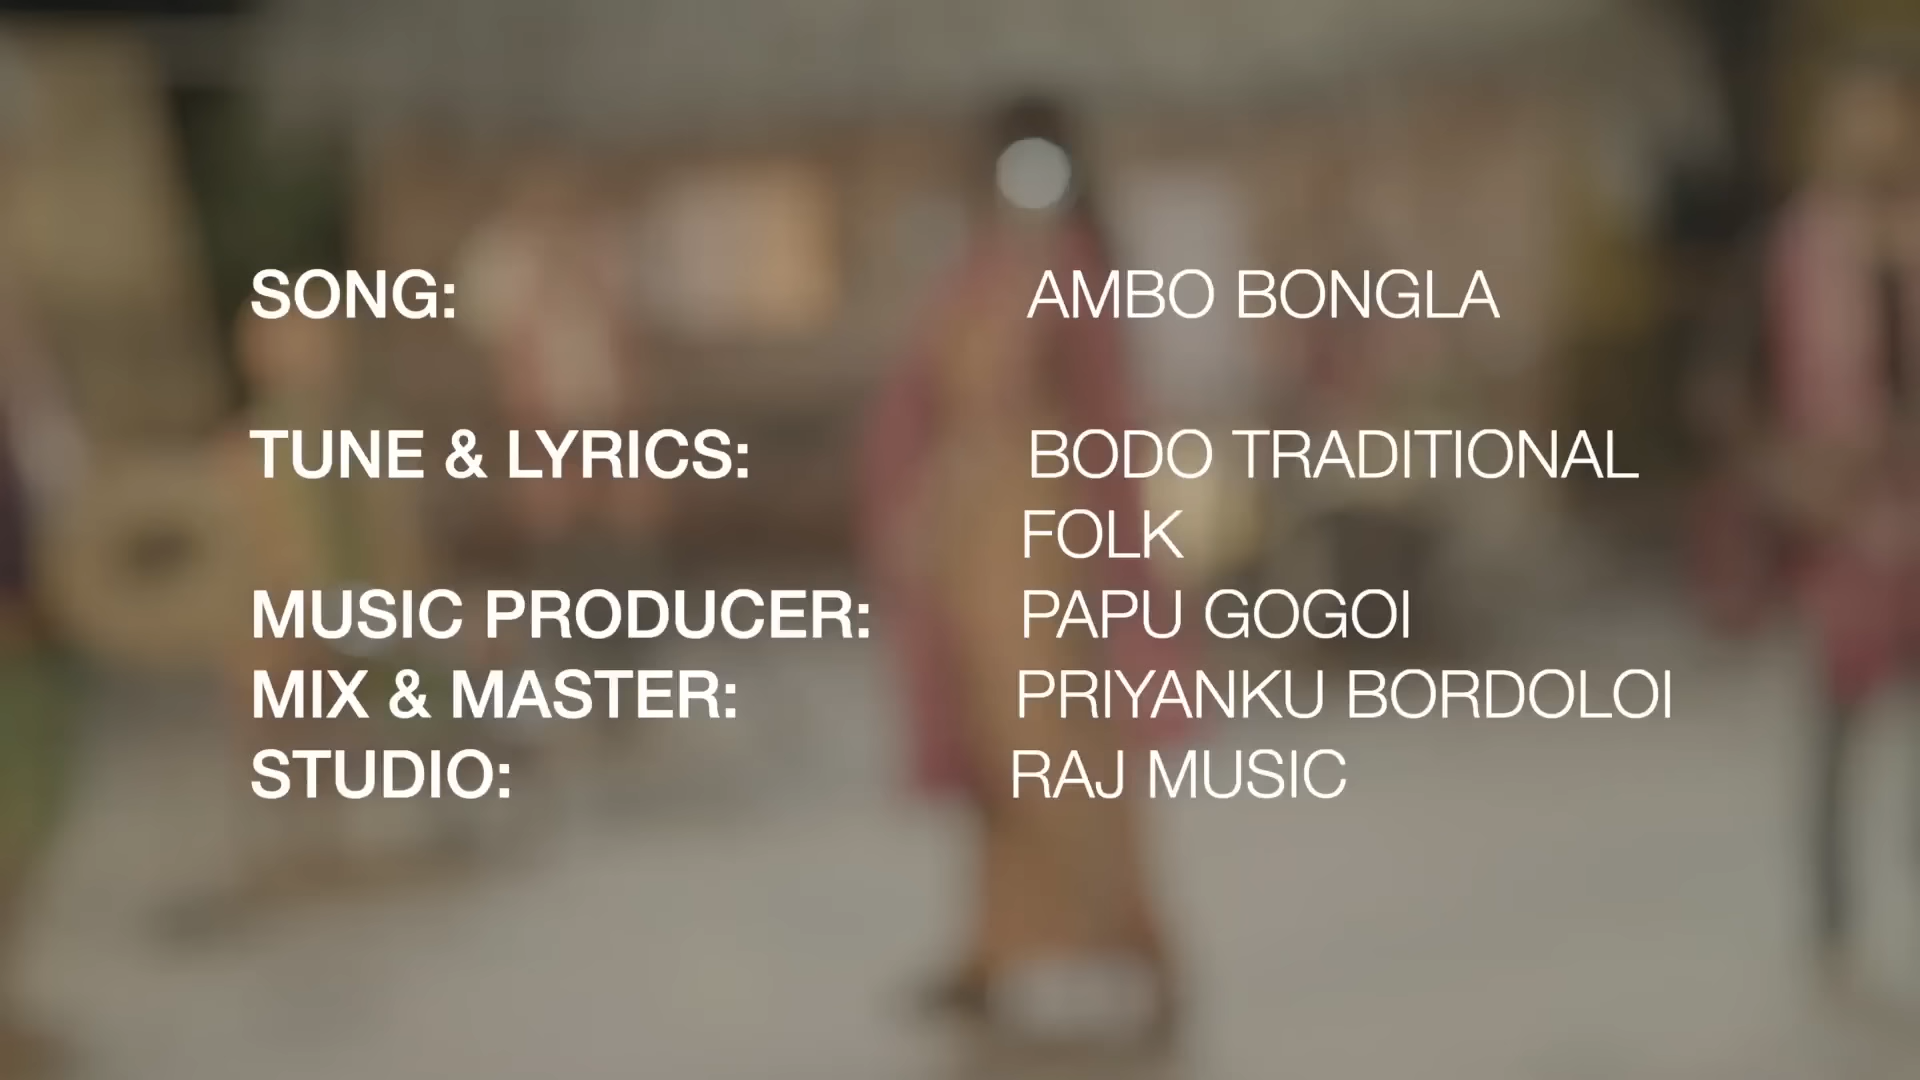 SONG: AMBO BONGLA
TUNE & LYRICS: BODO TRADITIONAL
FOLK
MUSIC PRODUCER: PAPU GOGOI
MIX & MASTER: PRIYANKU BORDOLOI
STUDIO: RAJ MUSIC